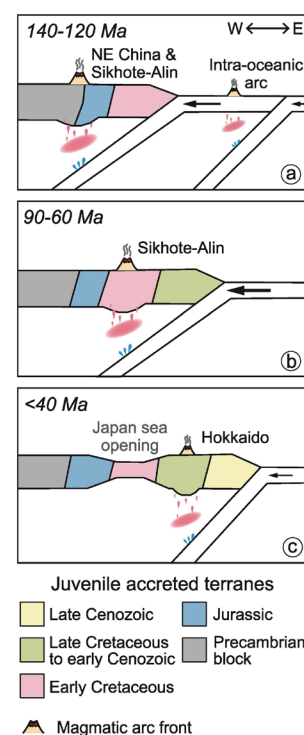 140-120 Ma
W E
NE China &
Sikhote-Alin
Intra-oceanic
arc
a
90-60 Ma
Sikhote-Alin
b
<40 Ma
Japan sea
opening
Hokkaido
c
Juvenile accreted terranes
Late Cenozoic
Jurassic
Late Cretaceous
to early Cenozoic
Precambrian
block
Early Cretaceous
Magmatic arc front